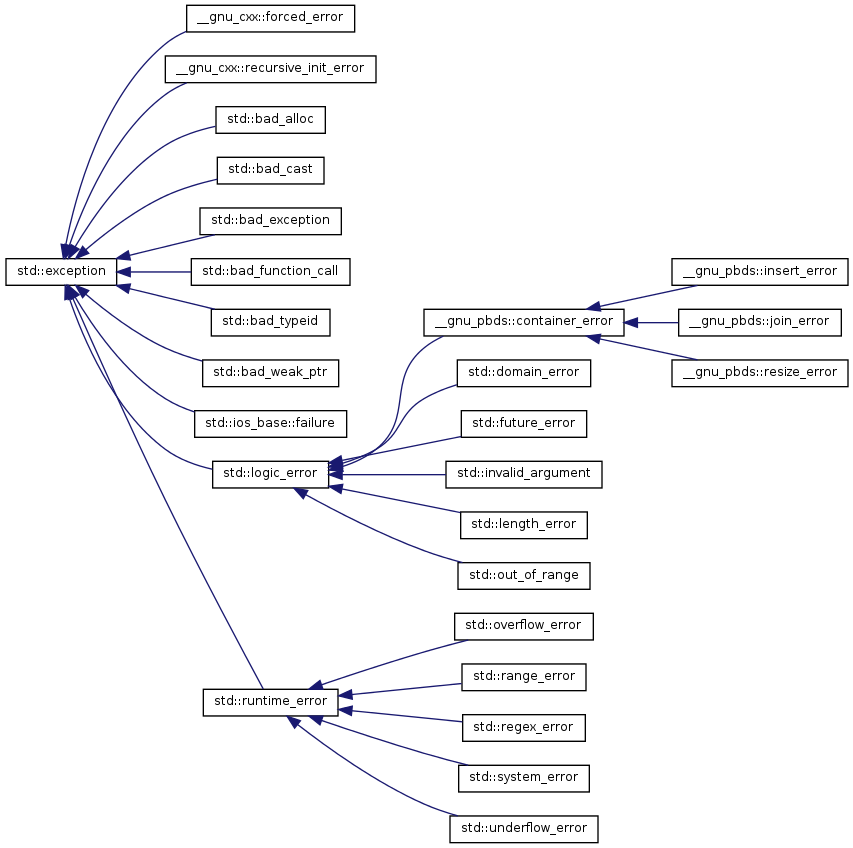 __gnu_cxx::forced_error
__gnu_cxx::recursive_init_error
std::bad_alloc
std::bad_cast
std::bad_exception
std::exception
std::bad_function_call
__gnu_pbds::insert_error
std::bad_typeid
__gnu_pbds::container_error
__gnu_pbds::join_error
std::bad_weak_ptr
std::domain_error
__gnu_pbds::resize_error
std::ios_base::failure
std::future_error
std::logic_error
std::invalid_argument
std::length_error
std::out_of_range
std::overflow_error
std::range_error
std::runtime_error
std::regex_error
std::system_error
std::underflow_error